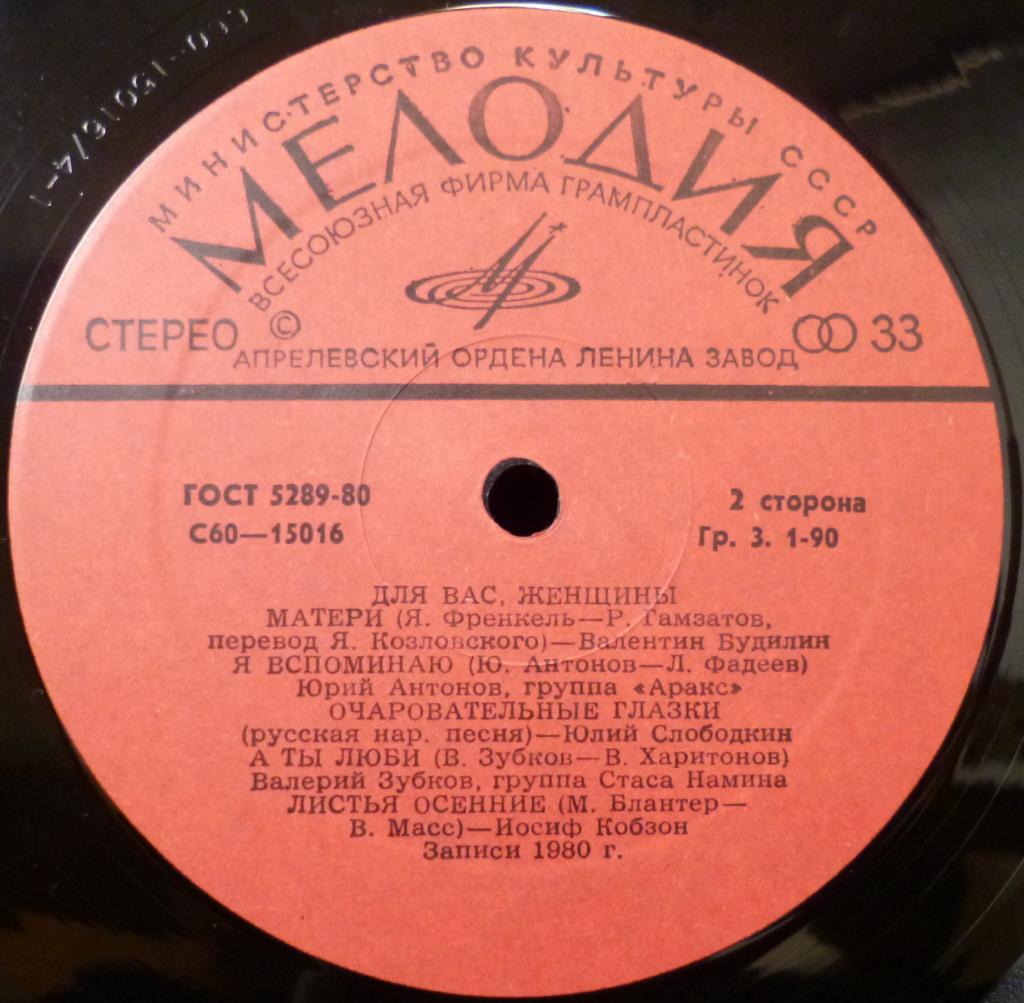 МИНИСТЕРСТВО КУЛЬТУРЫ СССР
МЕЛОДИЯ
ВСЕСОЮЗНАЯ ФИРМА ГРАМПЛАСТИНОК
СТЕРЕО © 33
АПРЕЛЕВСКИЙ ОРДЕНА ЛЕНИНА ЗАВОД
ГОСТ 5289-80
С60—15016
2 сторона
Гр. 3. 1-90
ДЛЯ ВАС, ЖЕНЩИНЫ
МАТЕРИ (Я. Френкель—Р. Гамзатов,
перевод Я. Козловского)—Валентин Будилин
Я ВСПОМИНАЮ (Ю. Антонов—Л. Фадеев)
Юрий Антонов, группа «Аракс»
ОЧАРОВАТЕЛЬНЫЕ ГЛАЗКИ
(русская нар. песня)—Юлий Слободкин
А ТЫ ЛЮБИ (В. Зубков—В. Харитонов)
Валерий Зубков, группа Стаса Намина
ЛИСТЬЯ ОСЕННИЕ (М. Блантер—
В. Масс)—Иосиф Кобзон
Записи 1980 г.